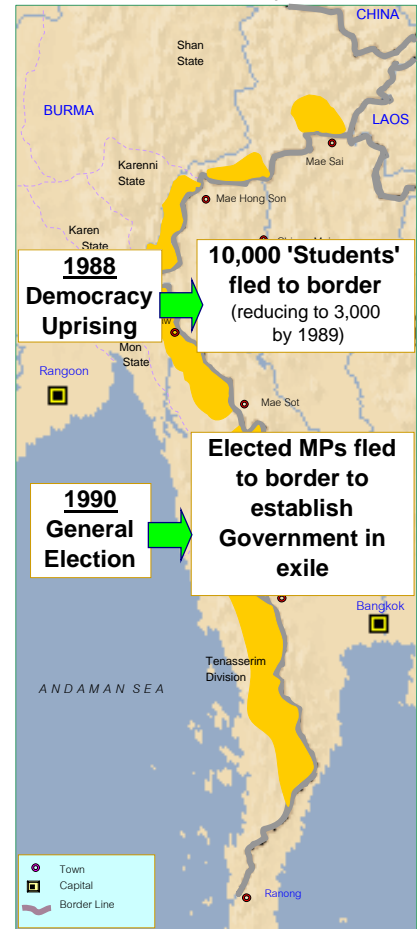 CHINA
Shan
State
BURMA
LAOS
Mae Sai
Karenni
State
Mae Hong Son
Karen
State
1988
Democracy
Uprising
10,000 'Students'
fled to border
(reducing to 3,000
by 1989)
Mon
State
Rangoon
Mae Sot
Elected MPs fled
to border to
establish
Government in
exile
1990
General
Election
Bangkok
Tenasserim
Division
ANDAMAN SEA
Town
Capital
Border Line
Ranong